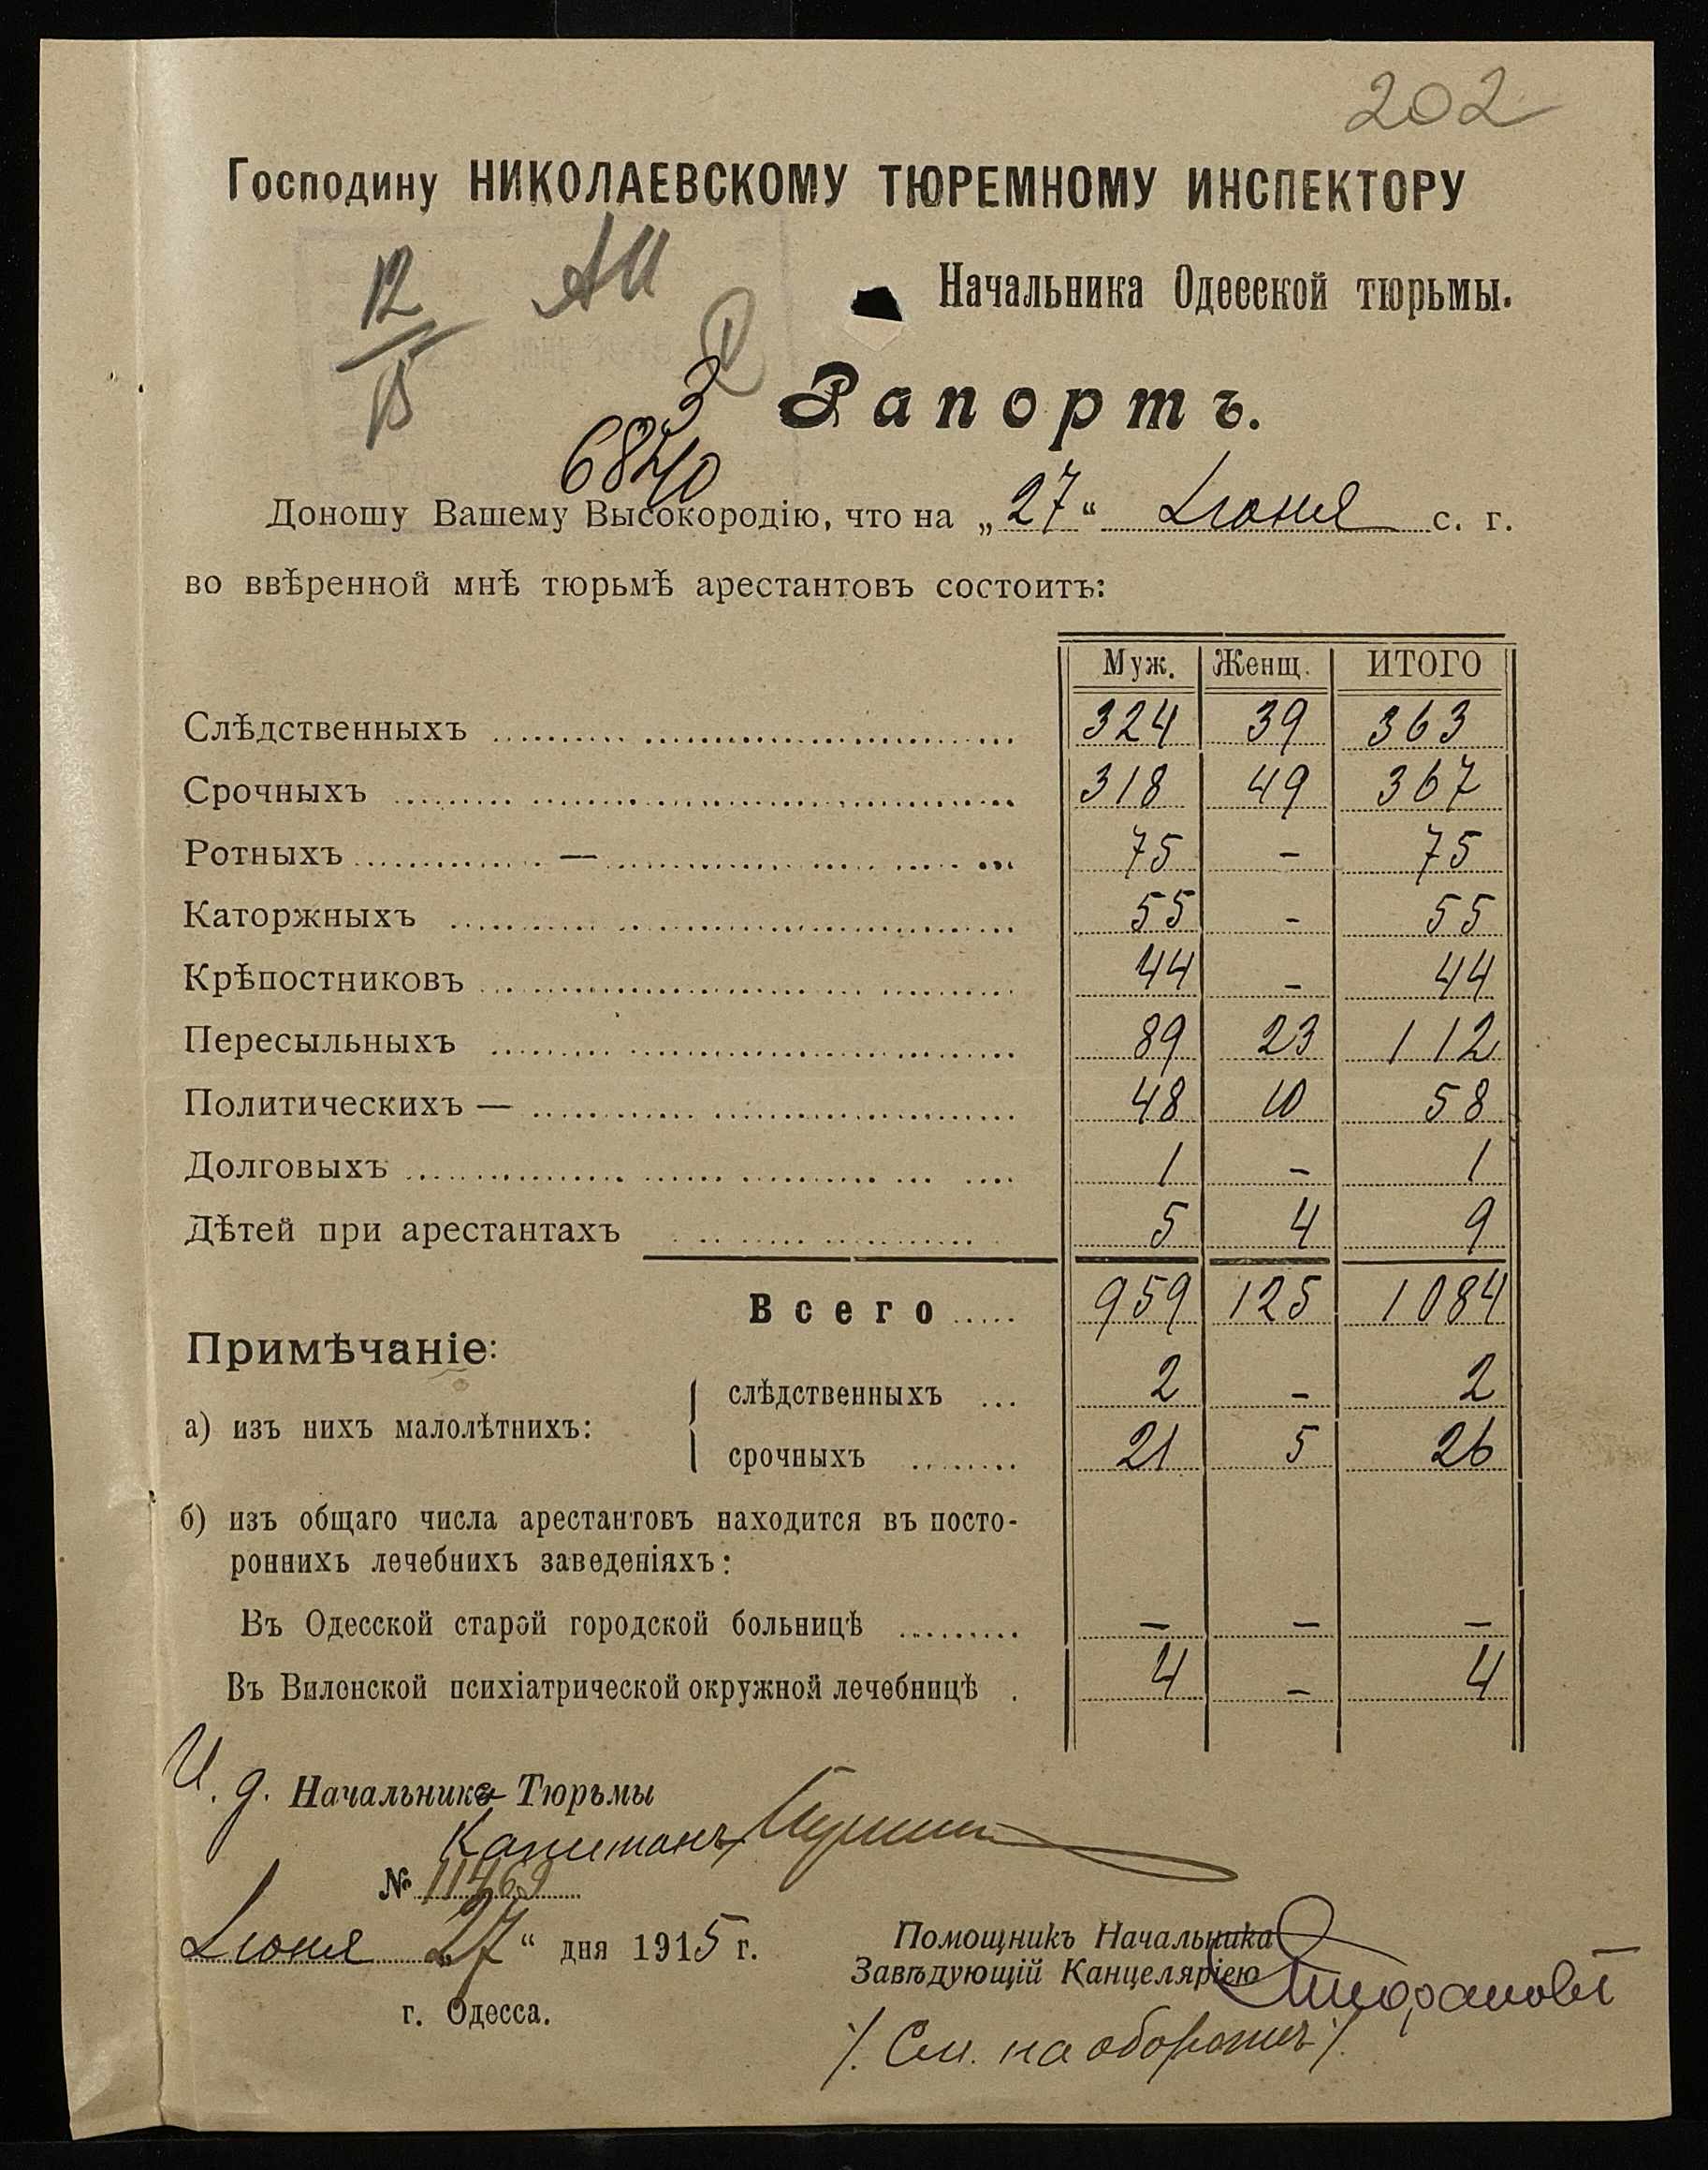 202
Господину НИКОЛАЕВСКОМУ ТЮРЕМНОМУ ИНСПЕКТОРУ
Начальника Одесской тюрьмы.
12
15
Рапортъ.
Доношу Вашему Высокородію, что на „27“ Іюня с. г.
во ввѣренной мнѣ тюрьмѣ арестантовъ состоитъ:
Муж. Женщ. ИТОГО
Слѣдственныхъ 324 39 363
Срочныхъ 318 49 367
Ротныхъ — 75 - 75
Каторжныхъ 55 - 55
Крѣпостниковъ 44 - 44
Пересыльныхъ 89 23 112
Политическихъ — 48 10 58
Долговыхъ 1 - 1
Дѣтей при арестантахъ 5 4 9
Всего 959 125 1084
Примѣчаніе:
а) изъ нихъ малолѣтнихъ:
слѣдственныхъ 2 - 2
срочныхъ 21 5 26
б) изъ общаго числа арестантовъ находится въ посто-
роннихъ лечебнихъ заведеніяхъ:
Въ Одесской старой городской больницѣ — — —
Въ Виленской психіатрической окружной лечебницѣ 4 - 4
И. д. Начальника Тюрьмы
Капитанъ
№ 11469
Іюня „27“ дня 1915 г.
г. Одесса.
Помощникъ Начальника
Завѣдующій Канцеляріею
/. См. на оборотѣ /.